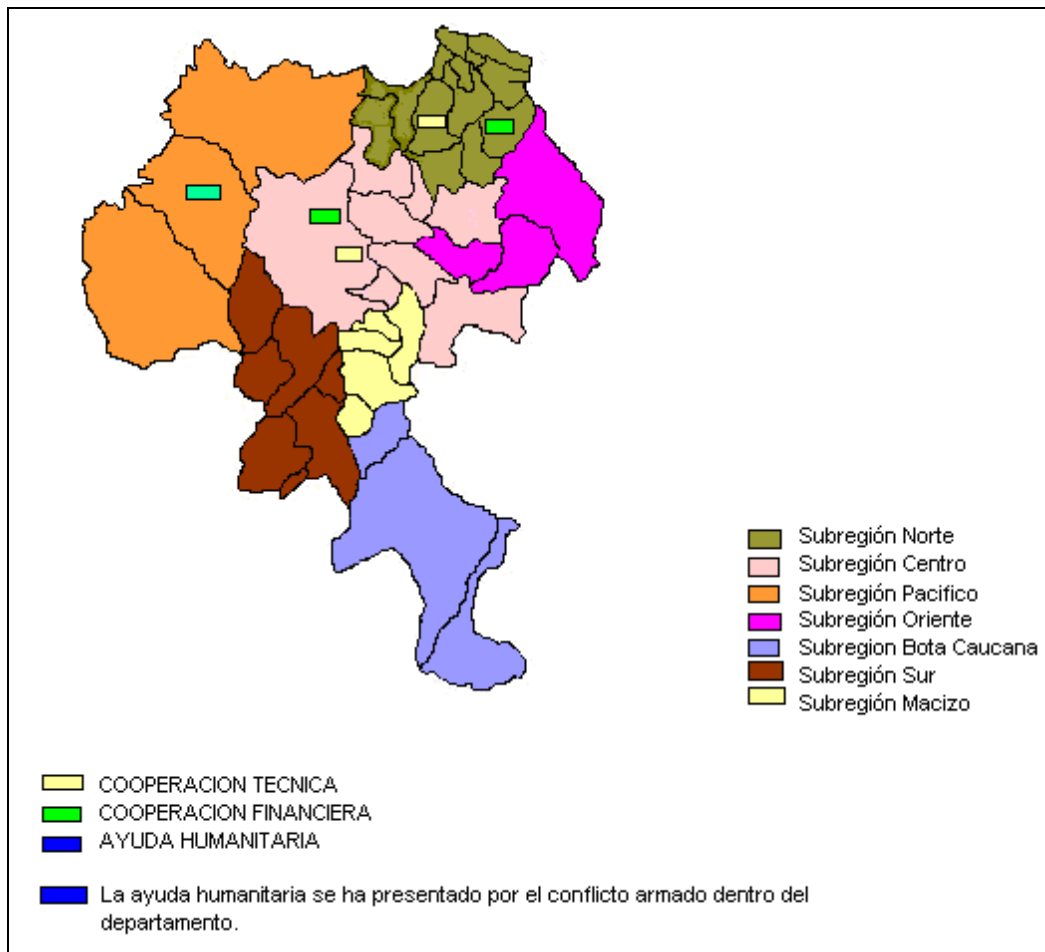 Subregión Norte
Subregión Centro
Subregión Pacifico
Subregión Oriente
Subregion Bota Caucana
Subregión Sur
Subregión Macizo
COOPERACION TECNICA
COOPERACION FINANCIERA
AYUDA HUMANITARIA
La ayuda humanitaria se ha presentado por el conflicto armado dentro del
departamento.